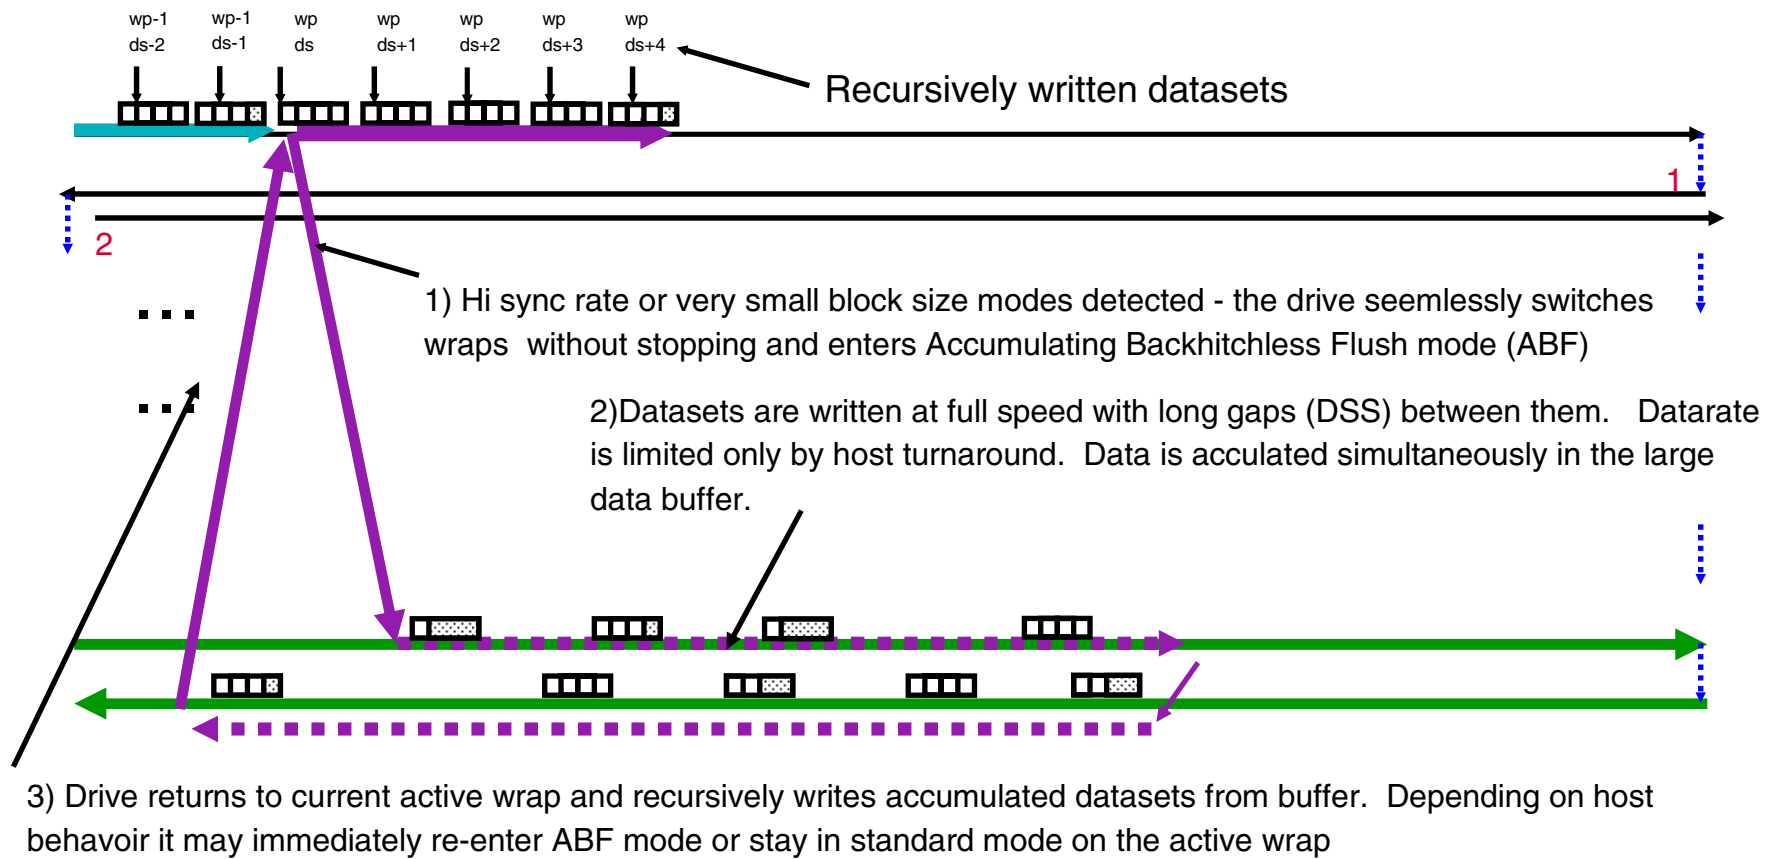 wp-1 wp-1 wp wp wp wp wp
ds-2 ds-1 ds ds+1 ds+2 ds+3 ds+4
Recursively written datasets
1
2
1) Hi sync rate or very small block size modes detected - the drive seemlessly switches
wraps without stopping and enters Accumulating Backhitchless Flush mode (ABF)
2)Datasets are written at full speed with long gaps (DSS) between them. Datarate
is limited only by host turnaround. Data is acculated simultaneously in the large
data buffer.
3) Drive returns to current active wrap and recursively writes accumulated datasets from buffer. Depending on host
behavoir it may immediately re-enter ABF mode or stay in standard mode on the active wrap